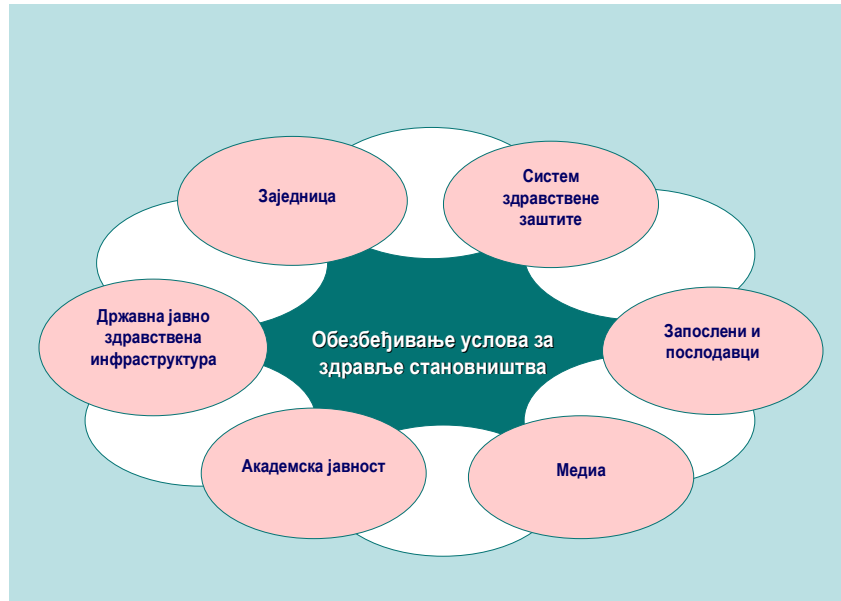 Заједница
Систем
здравствене
заштите
Државна јавно
здравствена
инфраструктура
Обезбеђивање услова за
здравље становништва
Запослени и
послодавци
Академска јавност
Медиа